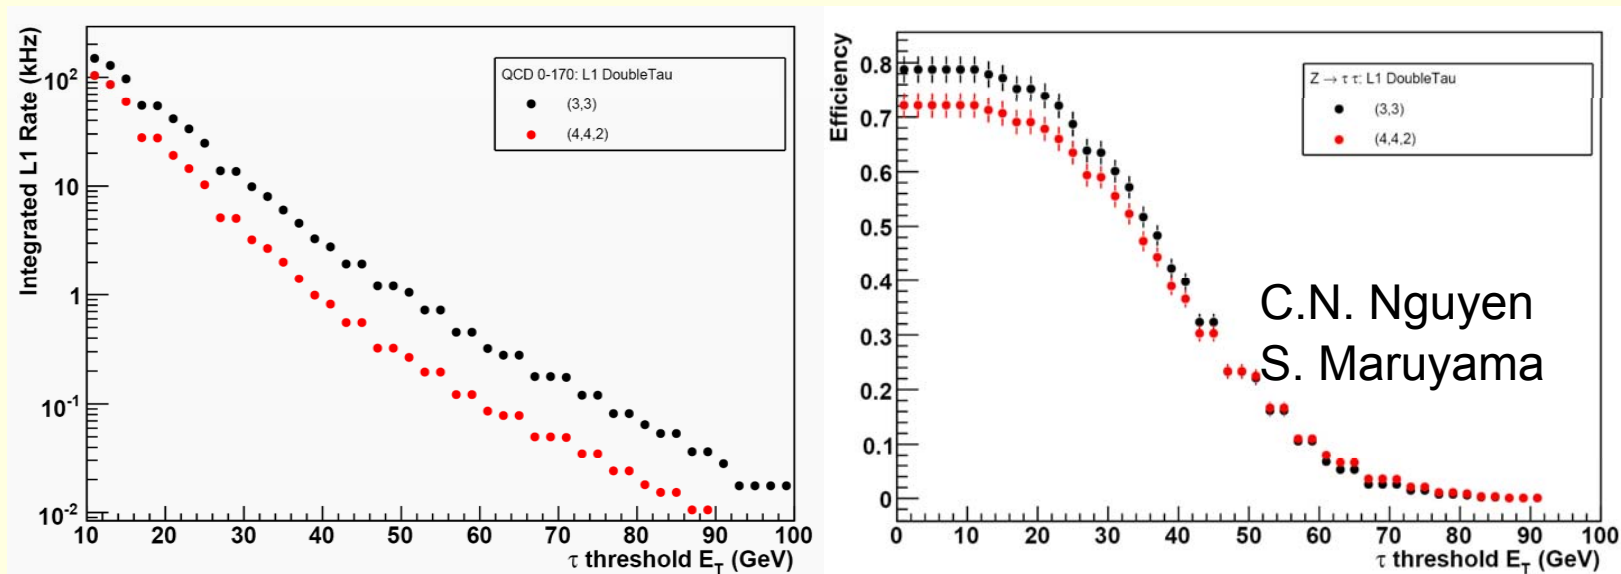 Integrated L1 Rate (kHz)
10²
10
1
10⁻¹
10⁻²
QCD 0-170: L1 DoubleTau
(3,3)
(4,4,2)
10 20 30 40 50 60 70 80 90 100
τ threshold E_T (GeV)
Efficiency
0.8
0.7
0.6
0.5
0.4
0.3
0.2
0.1
0
Z → τ τ: L1 DoubleTau
(3,3)
(4,4,2)
C.N. Nguyen
S. Maruyama
0 10 20 30 40 50 60 70 80 90 100
τ threshold E_T (GeV)